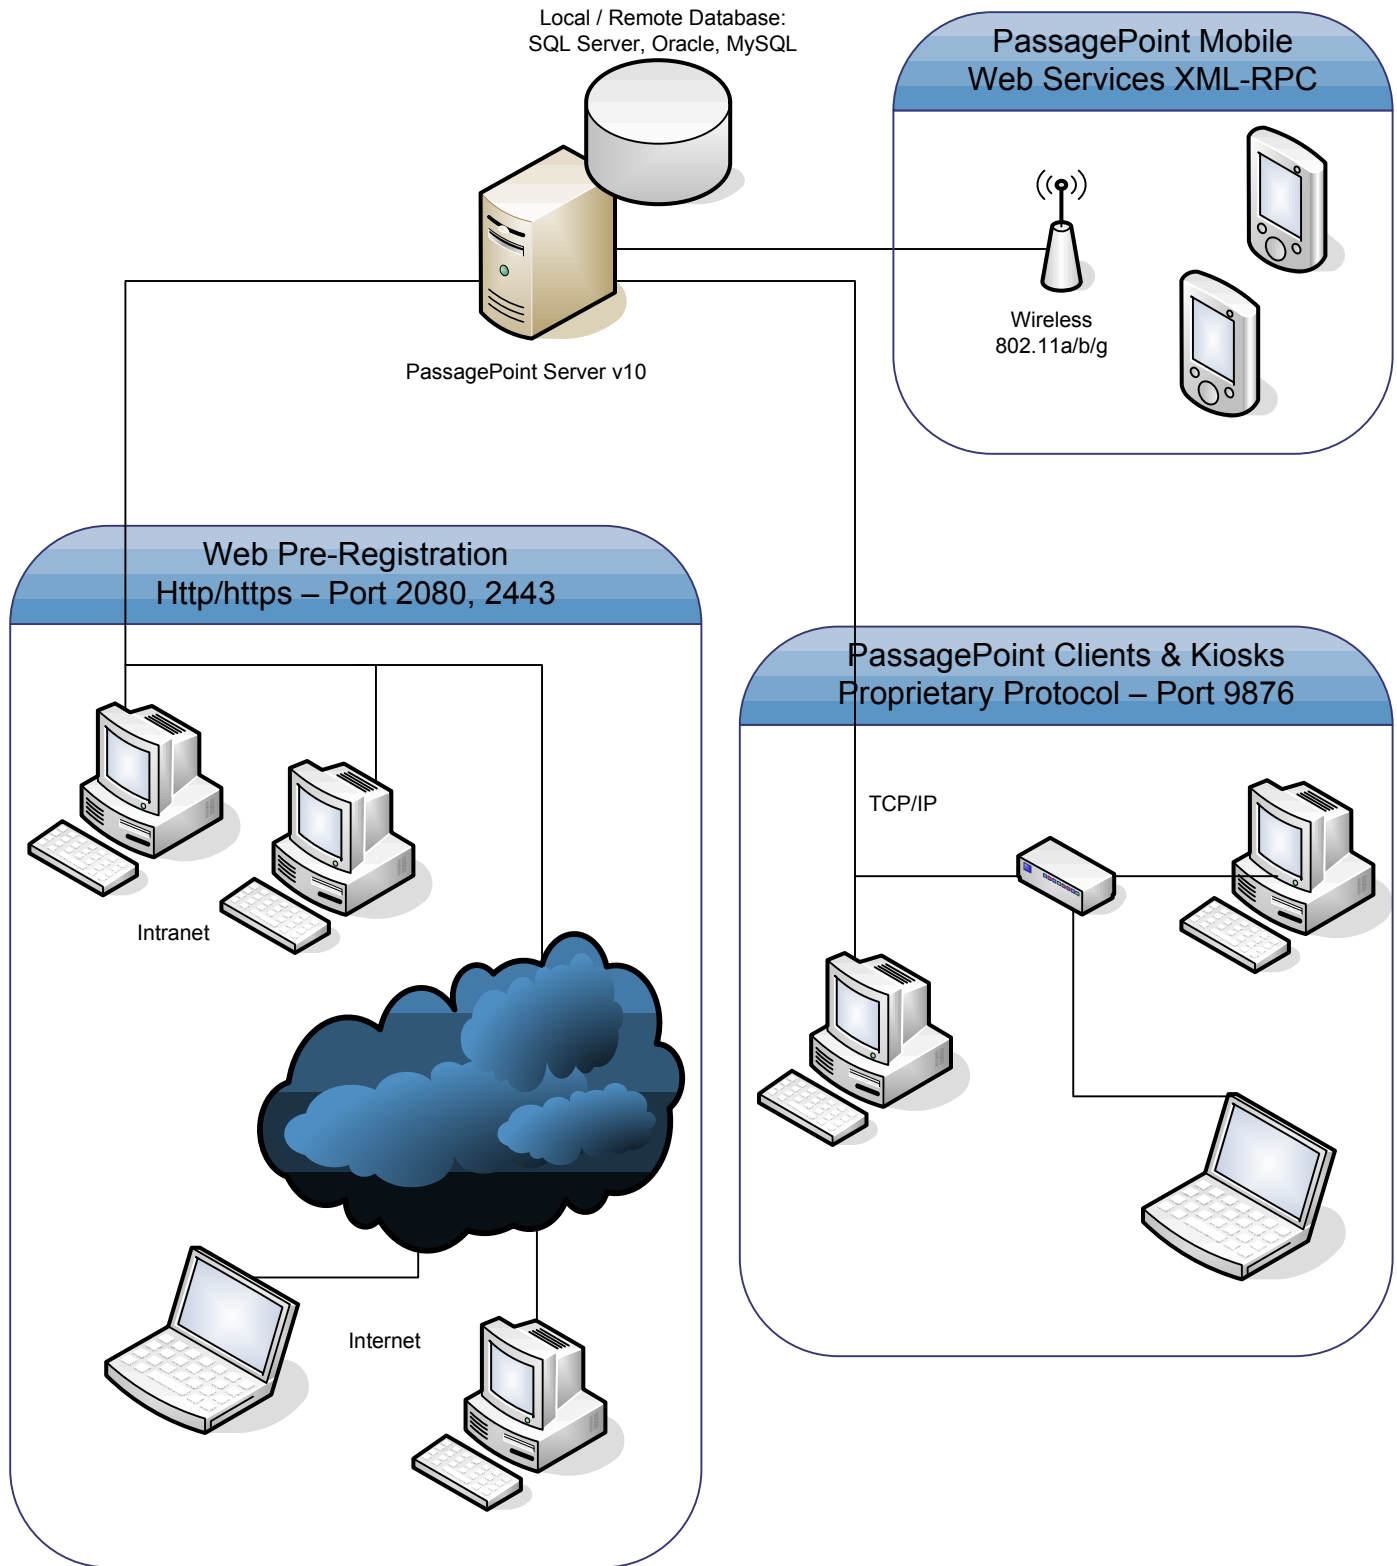 Local / Remote Database:
SQL Server, Oracle, MySQL
PassagePoint Mobile
Web Services XML-RPC
Wireless
802.11a/b/g
PassagePoint Server v10
Web Pre-Registration
Http/https – Port 2080, 2443
PassagePoint Clients & Kiosks
Proprietary Protocol – Port 9876
TCP/IP
Intranet
Internet